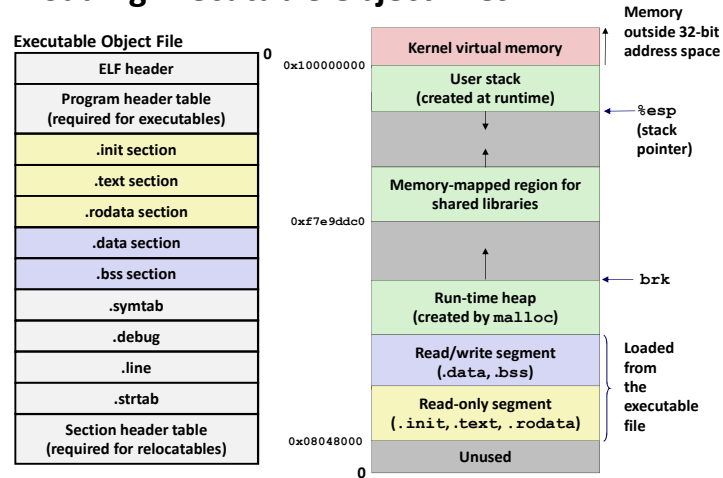 Executable Object File
0
ELF header
Program header table
(required for executables)
.init section
.text section
.rodata section
.data section
.bss section
.symtab
.debug
.line
.strtab
Section header table
(required for relocatables)
0x100000000
0xf7e9ddc0
0x08048000
0
Kernel virtual memory
User stack
(created at runtime)
Memory-mapped region for
shared libraries
Run-time heap
(created by malloc)
Read/write segment
(.data, .bss)
Read-only segment
(.init, .text, .rodata)
Unused
Memory
outside 32-bit
address space
%esp
(stack
pointer)
brk
Loaded
from
the
executable
file